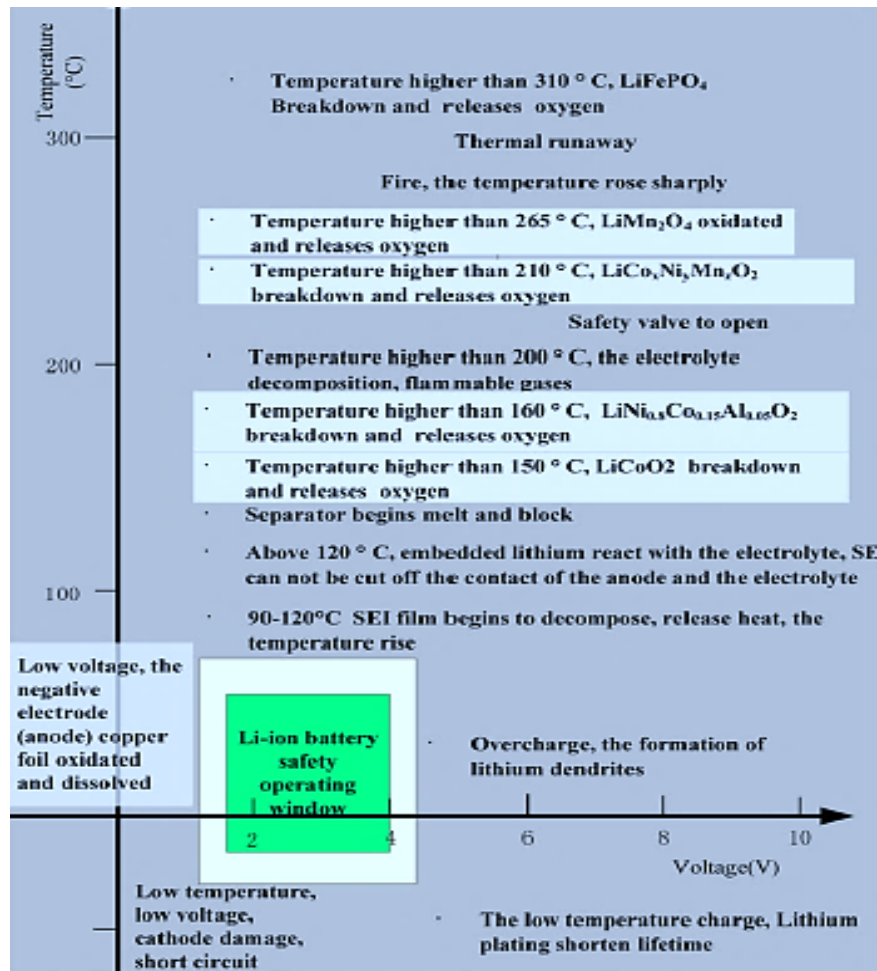 Temperature
(°C)
· Temperature higher than 310 ° C, LiFePO₄
Breakdown and releases oxygen
300
Thermal runaway
Fire, the temperature rose sharply
· Temperature higher than 265 ° C, LiMn₂O₄ oxidated
and releases oxygen
· Temperature higher than 210 ° C, LiCoₓNiᵧMn₂O₂
breakdown and releases oxygen
Safety valve to open
200
· Temperature higher than 200 ° C, the electrolyte
decomposition, flammable gases
· Temperature higher than 160 ° C, LiNi₀.₈Co₀.₁₅Al₀.₀₅O₂
breakdown and releases oxygen
· Temperature higher than 150 ° C, LiCoO2 breakdown
and releases oxygen
· Separator begins melt and block
· Above 120 ° C, embedded lithium react with the electrolyte, SE
can not be cut off the contact of the anode and the electrolyte
100
· 90-120°C SEI film begins to decompose, release heat, the
temperature rise
Low voltage, the
negative
electrode
(anode) copper
foil oxidated
and dissolved
Li-ion battery
safety
operating
window
· Overcharge, the formation of
lithium dendrites
2 4 6 8 10
Voltage(V)
Low temperature,
low voltage,
cathode damage,
short circuit
· The low temperature charge, Lithium
plating shorten lifetime